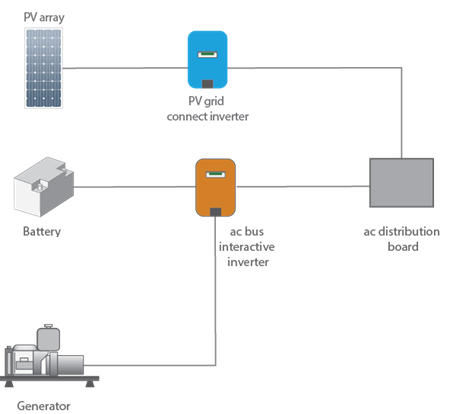 PV array
PV grid
connect inverter
Battery
ac bus
interactive
inverter
ac distribution
board
Generator